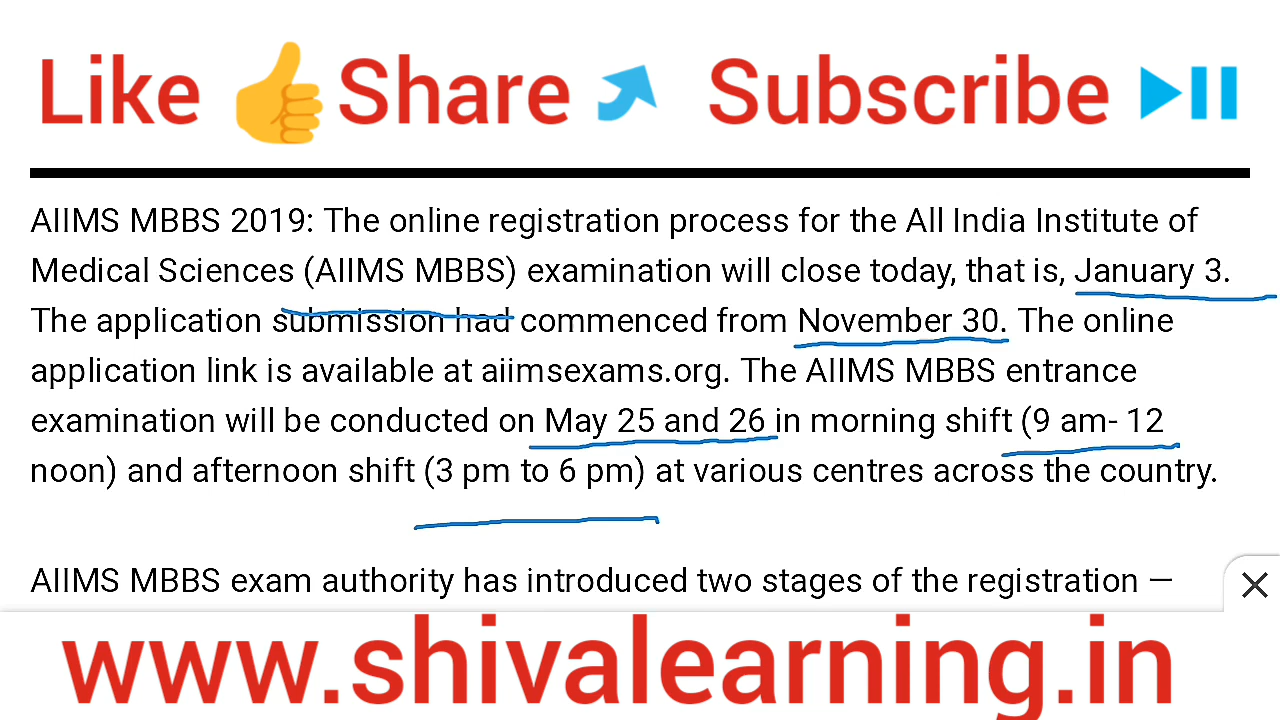 Like 👍 Share Subscribe
AIIMS MBBS 2019: The online registration process for the All India Institute of
Medical Sciences (AIIMS MBBS) examination will close today, that is, January 3.
The application submission had commenced from November 30. The online
application link is available at aiimsexams.org. The AIIMS MBBS entrance
examination will be conducted on May 25 and 26 in morning shift (9 am- 12
noon) and afternoon shift (3 pm to 6 pm) at various centres across the country.
AIIMS MBBS exam authority has introduced two stages of the registration —
www.shivalearning.in